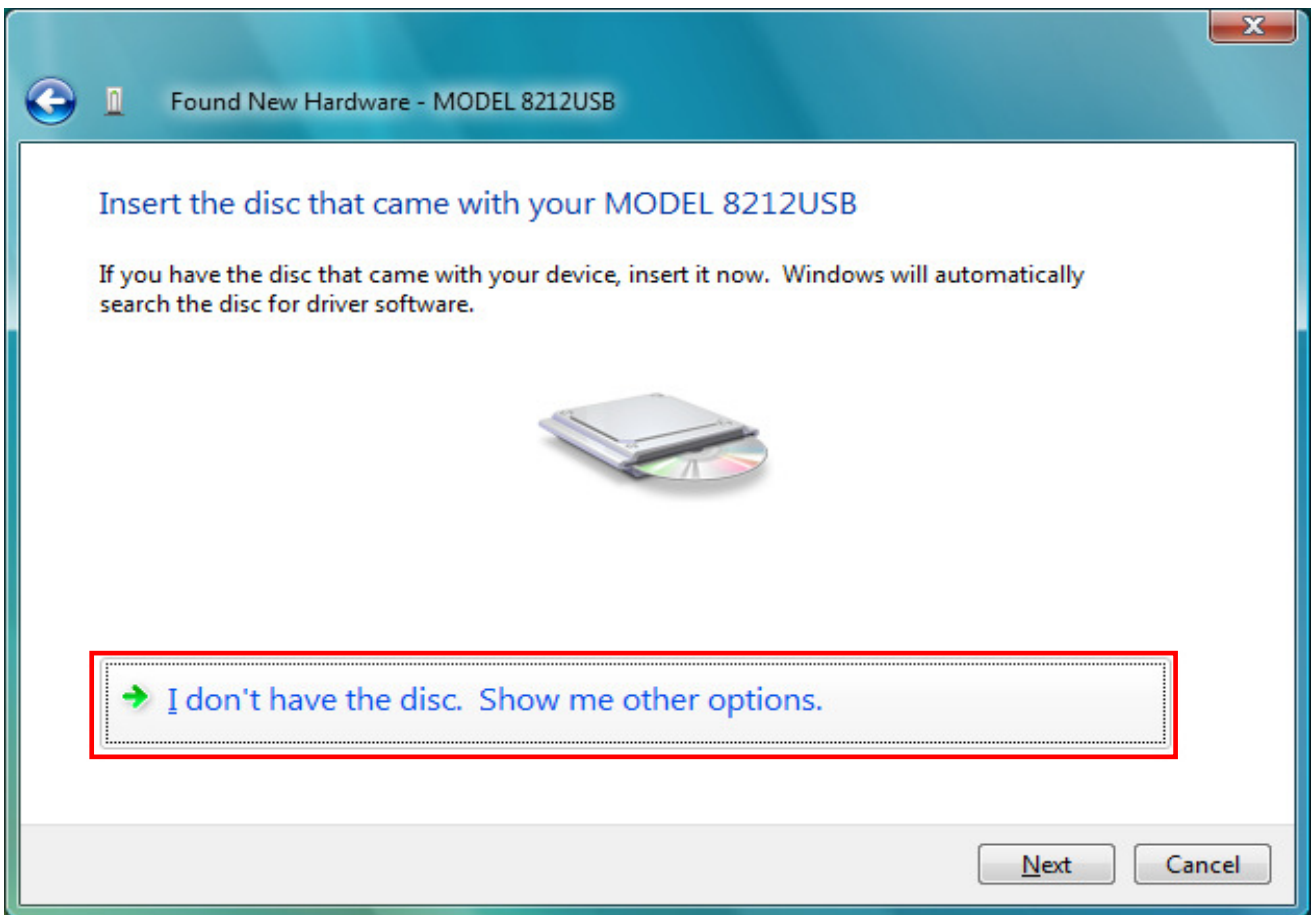 Found New Hardware - MODEL 8212USB
Insert the disc that came with your MODEL 8212USB
If you have the disc that came with your device, insert it now.  Windows will automatically
search the disc for driver software.
I don't have the disc.  Show me other options.
Next Cancel